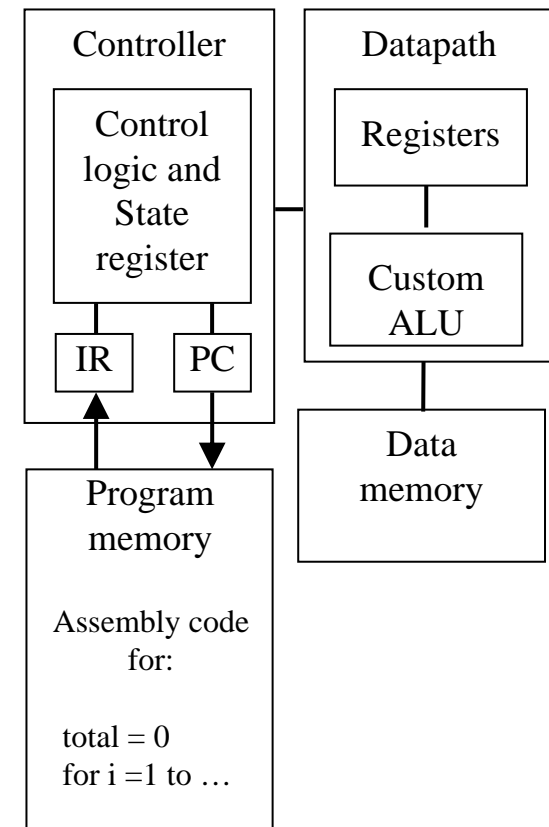 Controller
Control
logic and
State
register
IR
PC
Datapath
Registers
Custom
ALU
Data
memory
Program
memory
Assembly code
for:
total = 0
for i =1 to …